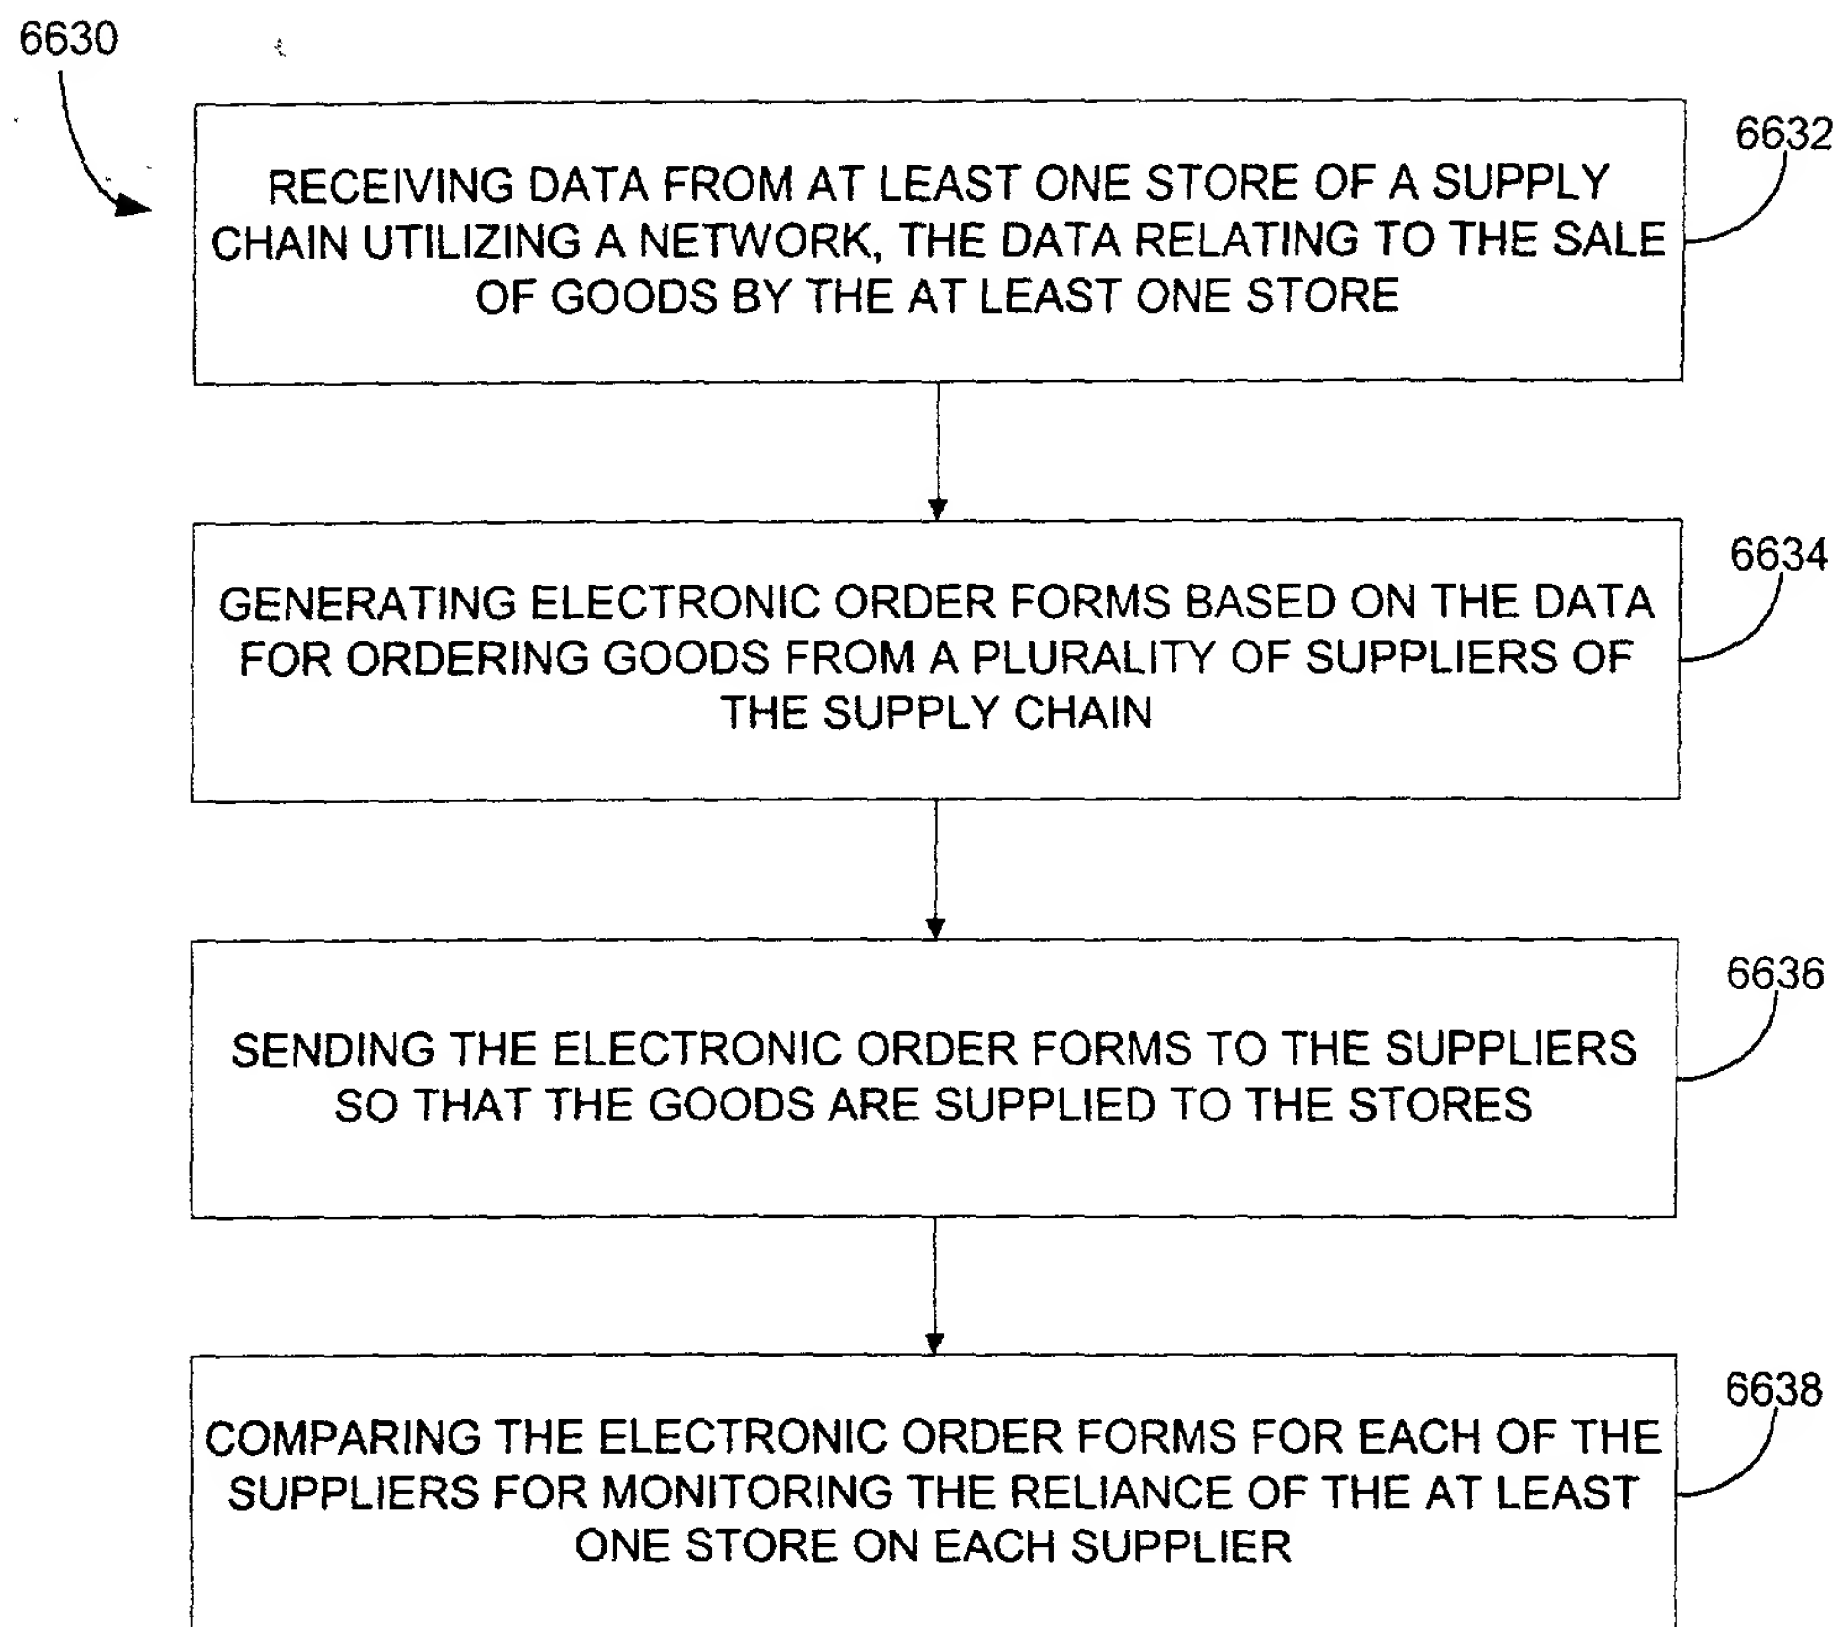 6630
6632
RECEIVING DATA FROM AT LEAST ONE STORE OF A SUPPLY
CHAIN UTILIZING A NETWORK, THE DATA RELATING TO THE SALE
OF GOODS BY THE AT LEAST ONE STORE
6634
GENERATING ELECTRONIC ORDER FORMS BASED ON THE DATA
FOR ORDERING GOODS FROM A PLURALITY OF SUPPLIERS OF
THE SUPPLY CHAIN
6636
SENDING THE ELECTRONIC ORDER FORMS TO THE SUPPLIERS
SO THAT THE GOODS ARE SUPPLIED TO THE STORES
6638
COMPARING THE ELECTRONIC ORDER FORMS FOR EACH OF THE
SUPPLIERS FOR MONITORING THE RELIANCE OF THE AT LEAST
ONE STORE ON EACH SUPPLIER